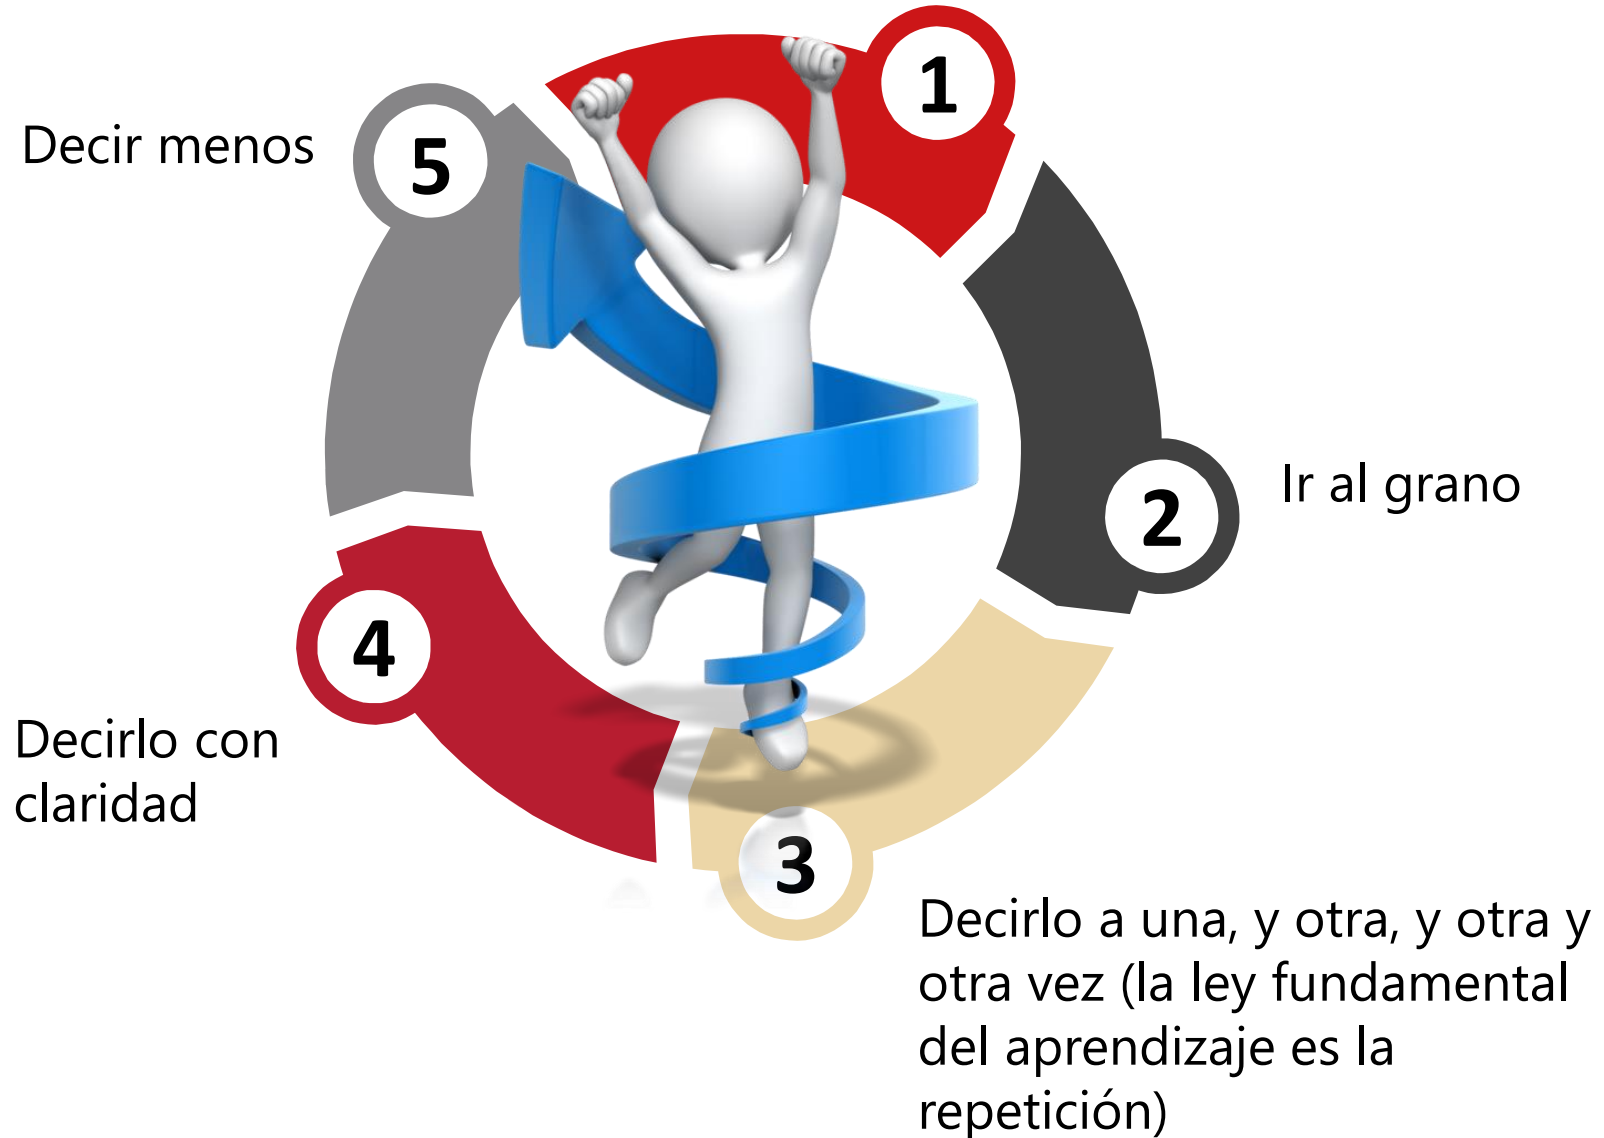 1
2
Ir al grano
3
Decirlo a una, y otra, y otra y
otra vez (la ley fundamental
del aprendizaje es la
repetición)
4
Decirlo con
claridad
5
Decir menos